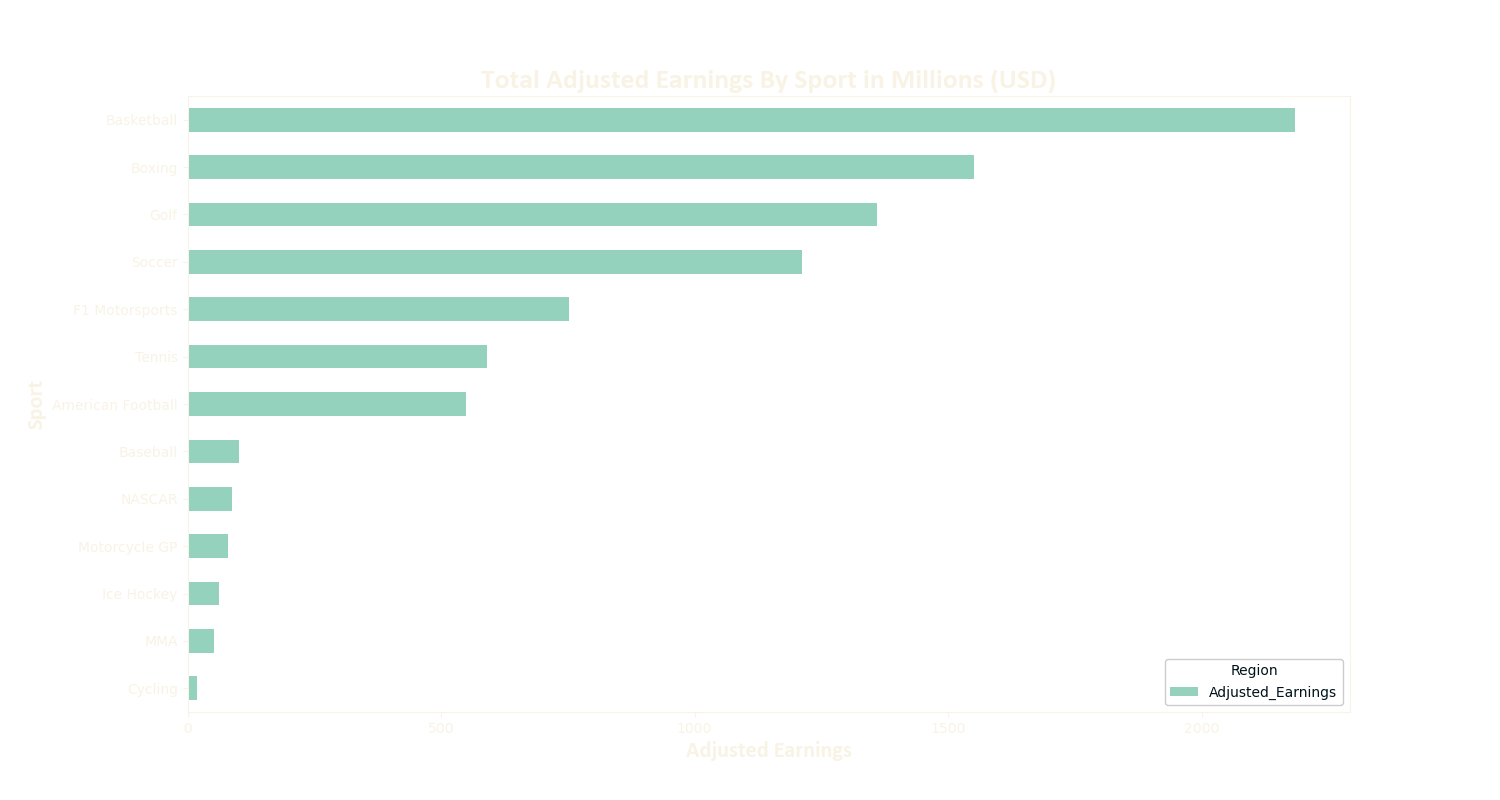 Total Adjusted Earnings By Sport in Millions (USD)
Basketball
Boxing
Golf
Soccer
F1 Motorsports
Tennis
American Football
Baseball
NASCAR
Motorcycle GP
Ice Hockey
MMA
Cycling
Sport
0 500 1000 1500 2000
Adjusted Earnings
Region
Adjusted_Earnings